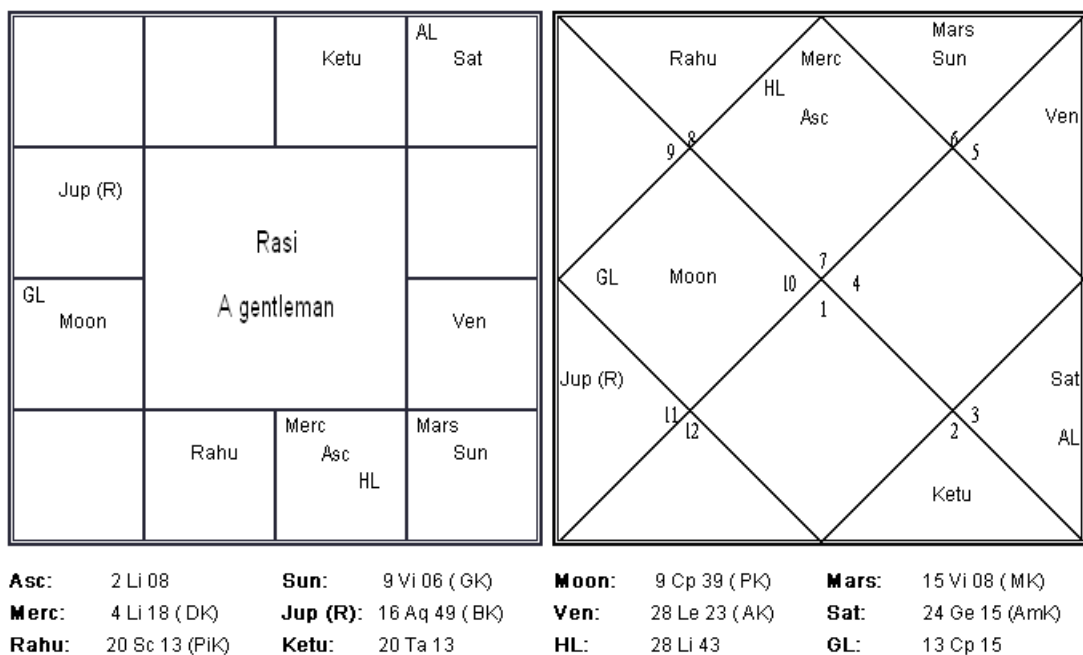 Ketu
AL
Sat
Jup (R)
Rasi
A gentleman
GL
Moon
Ven
Rahu
Merc
Asc
HL
Mars
Sun
Rahu
Merc
HL
Asc
Mars
Sun
Ven
8
9
6
5
GL
Moon
7
10
4
1
Jup (R)
Sat
AL
11
12
3
2
Ketu
Asc: 2 Li 08 Sun: 9 Vi 06 (GK) Moon: 9 Cp 39 (PK) Mars: 15 Vi 08 (MK)
Merc: 4 Li 18 (DK) Jup (R): 16 Aq 49 (BK) Ven: 28 Le 23 (AK) Sat: 24 Ge 15 (AmK)
Rahu: 20 Sc 13 (PiK) Ketu: 20 Ta 13 HL: 28 Li 43 GL: 13 Cp 15